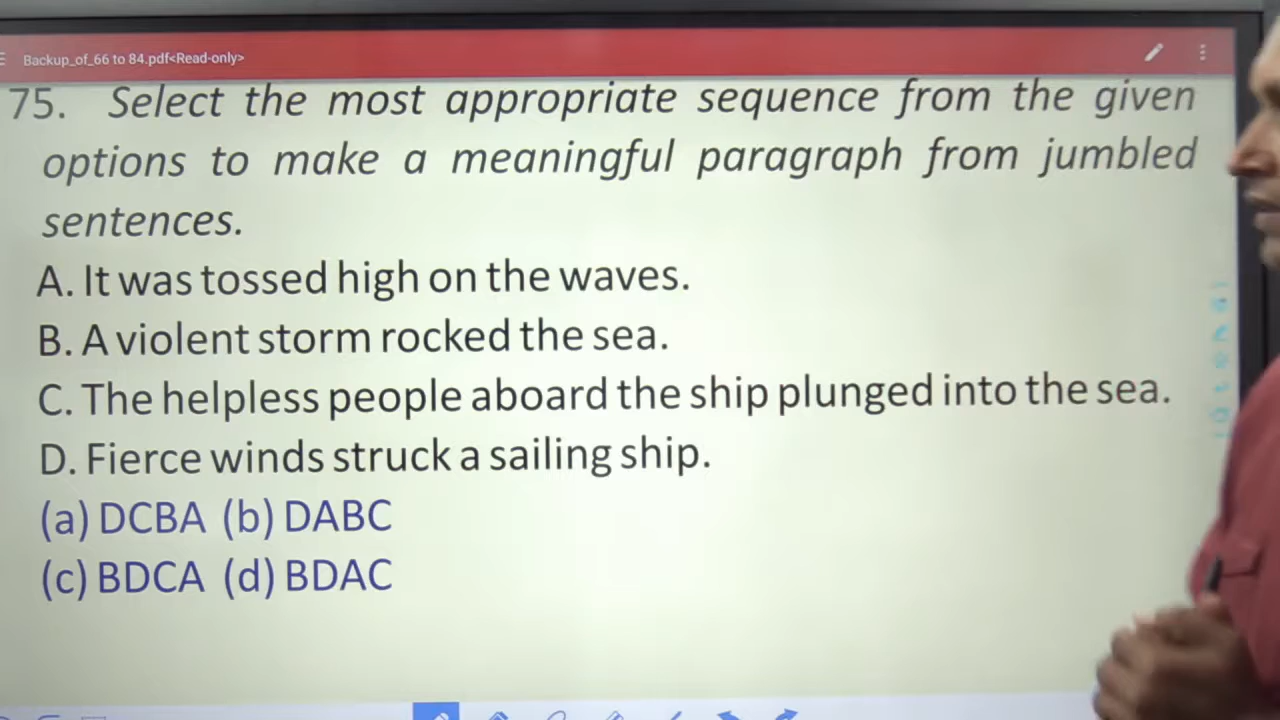 Backup_of_66 to 84.pdf<Read-only>
75. Select the most appropriate sequence from the given
options to make a meaningful paragraph from jumbled
sentences.
A. It was tossed high on the waves.
B. A violent storm rocked the sea.
C. The helpless people aboard the ship plunged into the sea.
D. Fierce winds struck a sailing ship.
(a) DCBA (b) DABC
(c) BDCA (d) BDAC